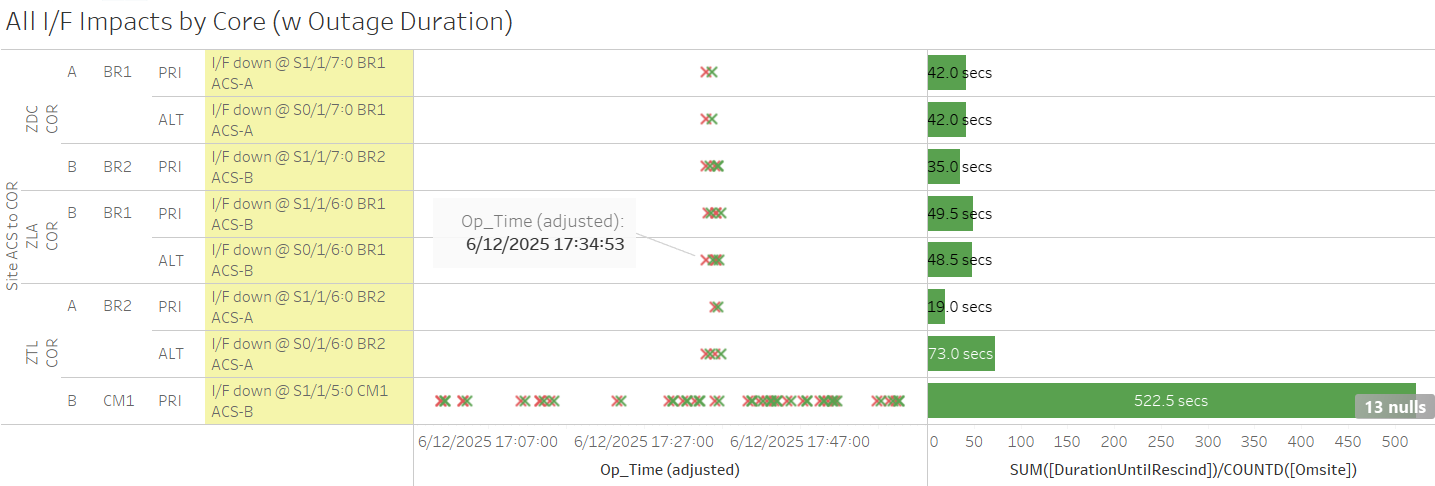 All I/F Impacts by Core (w Outage Duration)
Site ACS to COR
ZDC COR
A BR1 PRI I/F down @ S1/1/7:0 BR1
ACS-A
42.0 secs
ALT I/F down @ S0/1/7:0 BR1
ACS-A
42.0 secs
B BR2 PRI I/F down @ S1/1/7:0 BR2
ACS-B
35.0 secs
ZLA COR
B BR1 PRI I/F down @ S1/1/6:0 BR1
ACS-B
49.5 secs
Op_Time (adjusted):
6/12/2025 17:34:53
ALT I/F down @ S0/1/6:0 BR1
ACS-B
48.5 secs
ZTL COR
A BR2 PRI I/F down @ S1/1/6:0 BR2
ACS-A
19.0 secs
ALT I/F down @ S0/1/6:0 BR2
ACS-A
73.0 secs
B CM1 PRI I/F down @ S1/1/5:0 CM1
ACS-B
522.5 secs
13 nulls
6/12/2025 17:07:00 6/12/2025 17:27:00 6/12/2025 17:47:00
0 50 100 150 200 250 300 350 400 450 500
Op_Time (adjusted)
SUM([DurationUntilRescind])/COUNTD([Omsite])